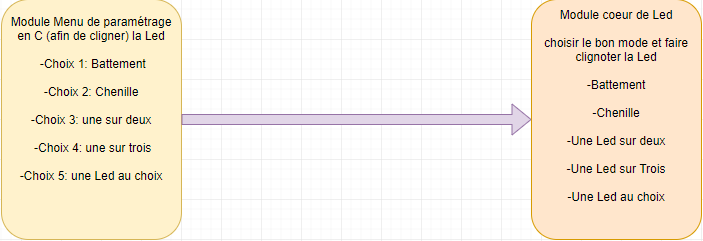 Module Menu de paramétrage
en C (afin de cligner) la Led
-Choix 1: Battement
-Choix 2: Chenille
-Choix 3: une sur deux
-Choix 4: une sur trois
-Choix 5: une Led au choix
Module coeur de Led
choisir le bon mode et faire
clignoter la Led
-Battement
-Chenille
-Une Led sur deux
-Une Led sur Trois
-Une Led au choix